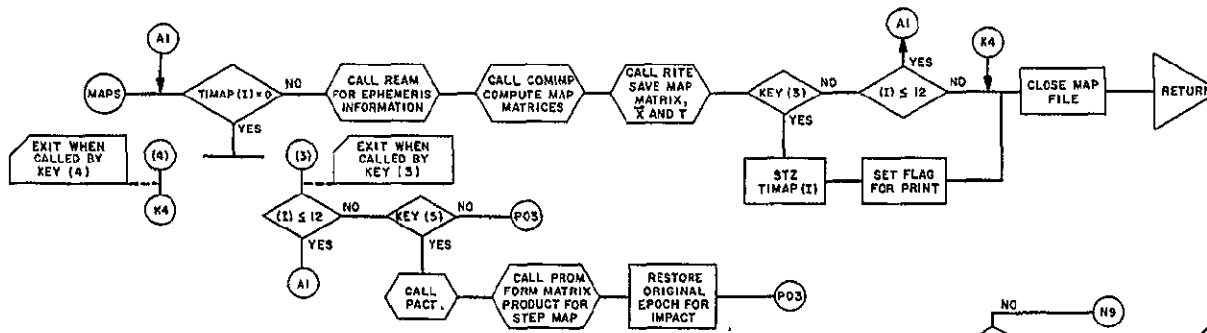 A1
MAPS
TIMAP (I) = 0
NO
YES
CALL REAM
FOR EPHEMERIS
INFORMATION
CALL COMIMP
COMPUTE MAP
MATRICES
CALL RITE
SAVE MAP
MATRIX,
X̄ AND T̄
KEY (3)
NO
YES
A1
YES
(I) ≤ 12
NO
K4
CLOSE MAP
FILE
RETURN
STZ
TIMAP (I)
SET FLAG
FOR PRINT
EXIT WHEN
CALLED BY
KEY (4)
(4)
K4
(3)
EXIT WHEN
CALLED BY
KEY (3)
(I) ≤ 12
NO
YES
A1
KEY (5)
NO
YES
P03
CALL
PACT
CALL PROM
FORM MATRIX
PRODUCT FOR
STEP MAP
RESTORE
ORIGINAL
EPOCH FOR
IMPACT
P03
NO
N9